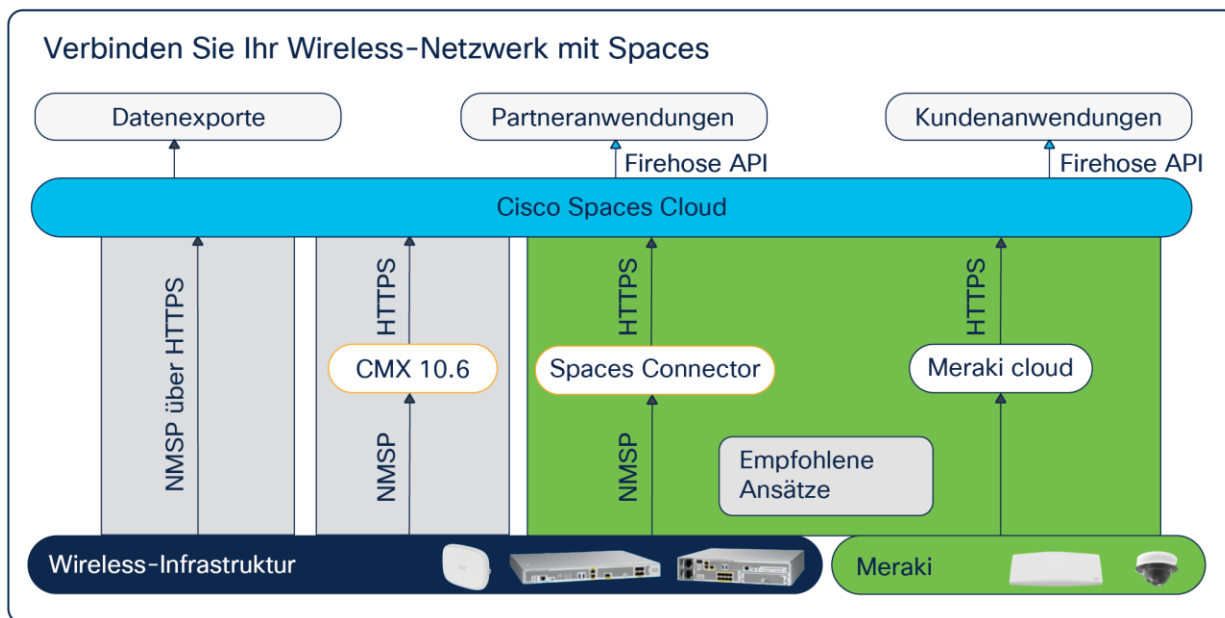 Verbinden Sie Ihr Wireless-Netzwerk mit Spaces
Datenexporte
Partneranwendungen
Kundenanwendungen
Firehose API
Firehose API
Cisco Spaces Cloud
NMSP über HTTPS
HTTPS
HTTPS
HTTPS
CMX 10.6
Spaces Connector
Meraki cloud
NMSP
NMSP
Empfohlene
Ansätze
Wireless-Infrastruktur
Meraki